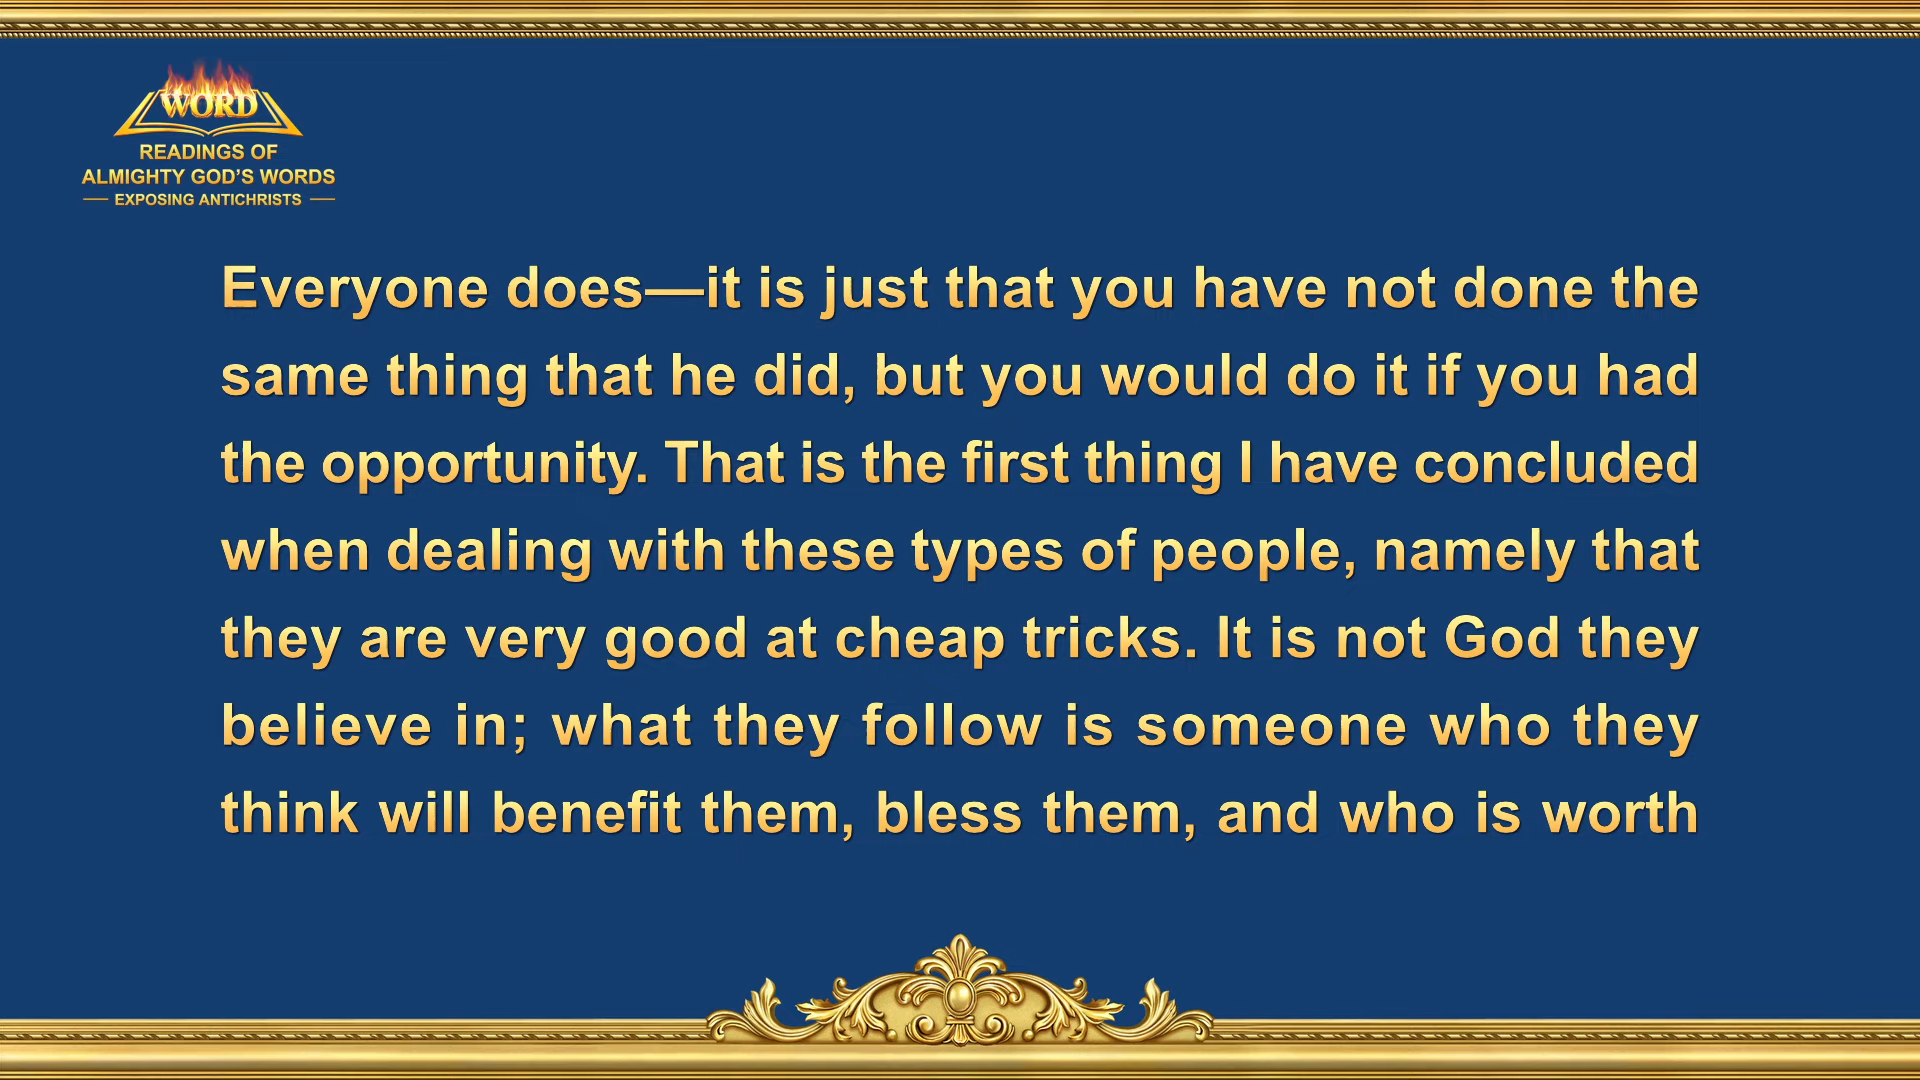 WORD
READINGS OF
ALMIGHTY GOD'S WORDS
— EXPOSING ANTICHRISTS —
Everyone does—it is just that you have not done the
same thing that he did, but you would do it if you had
the opportunity. That is the first thing I have concluded
when dealing with these types of people, namely that
they are very good at cheap tricks. It is not God they
believe in; what they follow is someone who they
think will benefit them, bless them, and who is worth